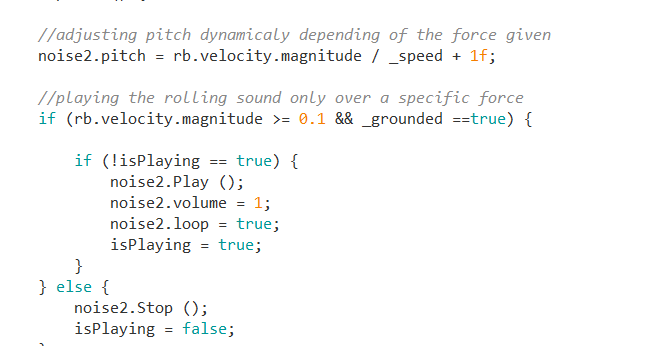 //adjusting pitch dynamicaly depending of the force given
noise2.pitch = rb.velocity.magnitude / _speed + 1f;
//playing the rolling sound only over a specific force
if (rb.velocity.magnitude >= 0.1 && _grounded ==true) {
if (!isPlaying == true) {
noise2.Play ();
noise2.volume = 1;
noise2.loop = true;
isPlaying = true;
}
} else {
noise2.Stop ();
isPlaying = false;